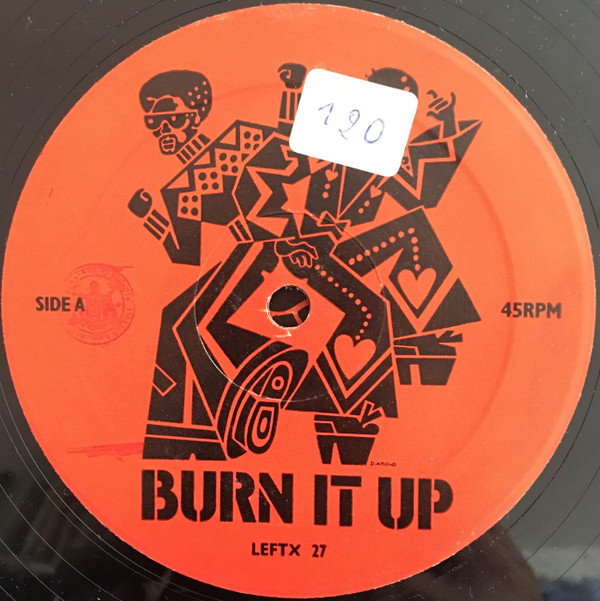 120
SIDE A
45RPM
BURN IT UP
LEFTX 27